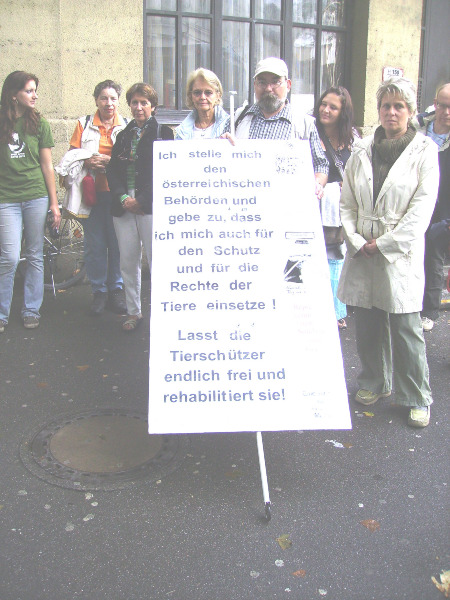 Ich stelle mich
den
österreichischen
Behörden und
gebe zu, dass
ich mich auch für
den Schutz
und für die
Rechte der
Tiere einsetze !
Lasst die
Tierschützer
endlich frei und
rehabilitiert sie!